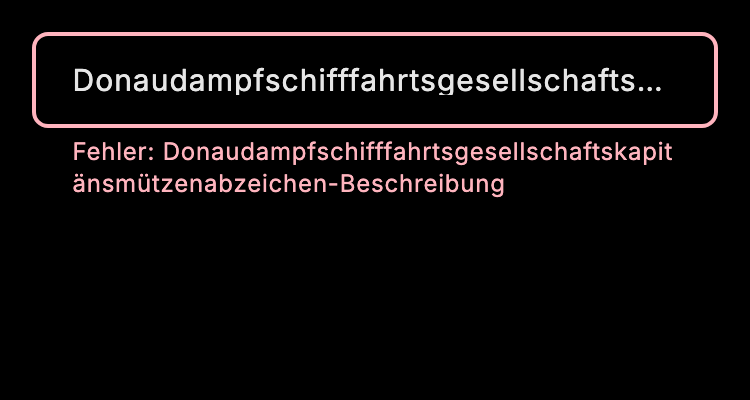 Donaudampfschifffahrtsgesellschafts...
Fehler: Donaudampfschifffahrtsgesellschaftskapit
änsmützenabzeichen-Beschreibung